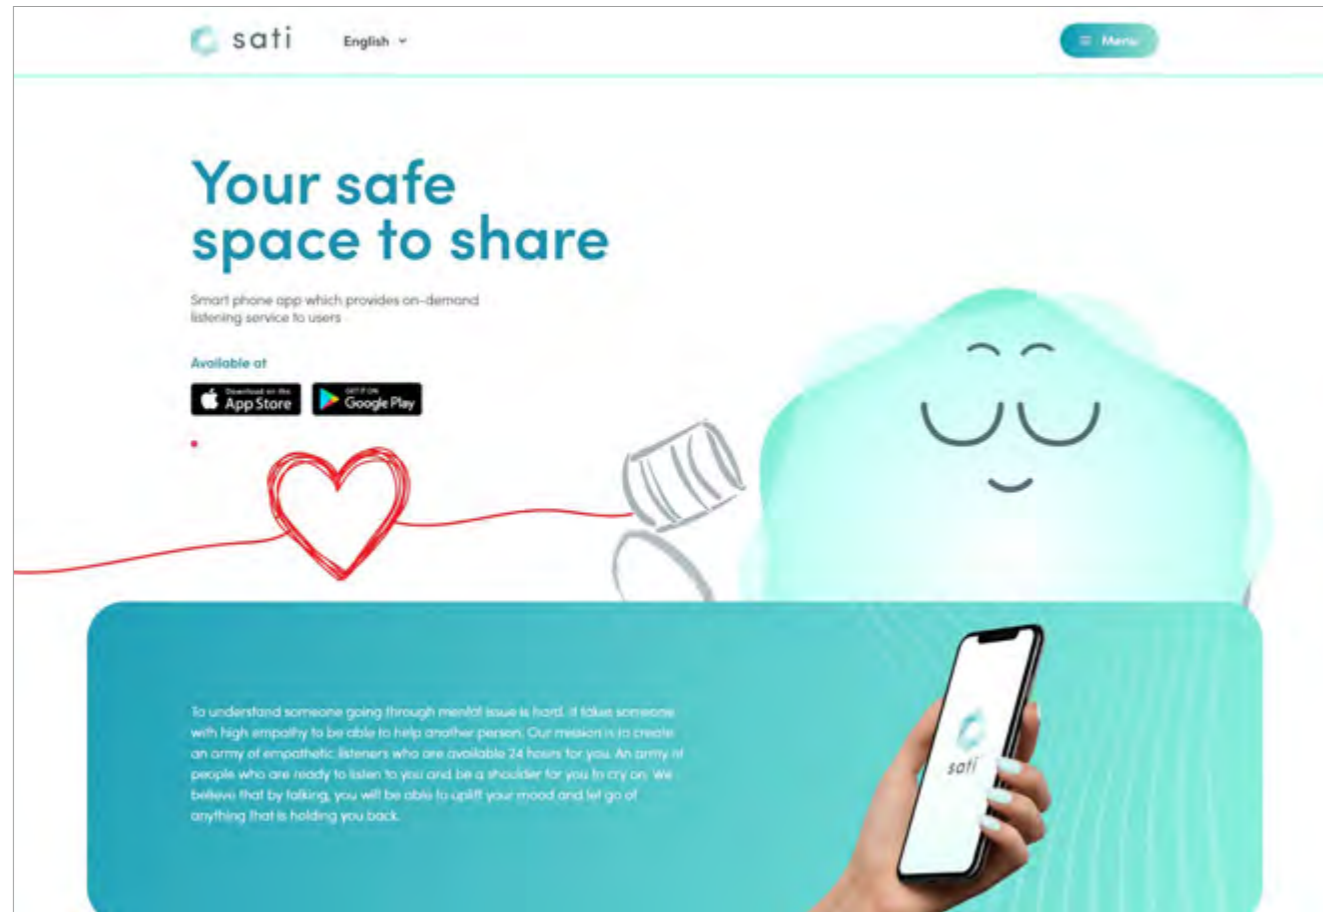 sati
English
Menu
Your safe
space to share
Smart phone app which provides on-demand
listening service to users
Available at
Download on the
App Store
GET IT ON
Google Play
To understand someone going through mental issue is hard. It takes someone
with high empathy to be able to help another person. Our mission is to create
an army of empathetic listeners who are available 24 hours for you. An army of
people who are ready to listen to you and be a shoulder for you to cry on. We
believe that by talking, you will be able to uplift your mood and let go of
anything that is holding you back.
sati